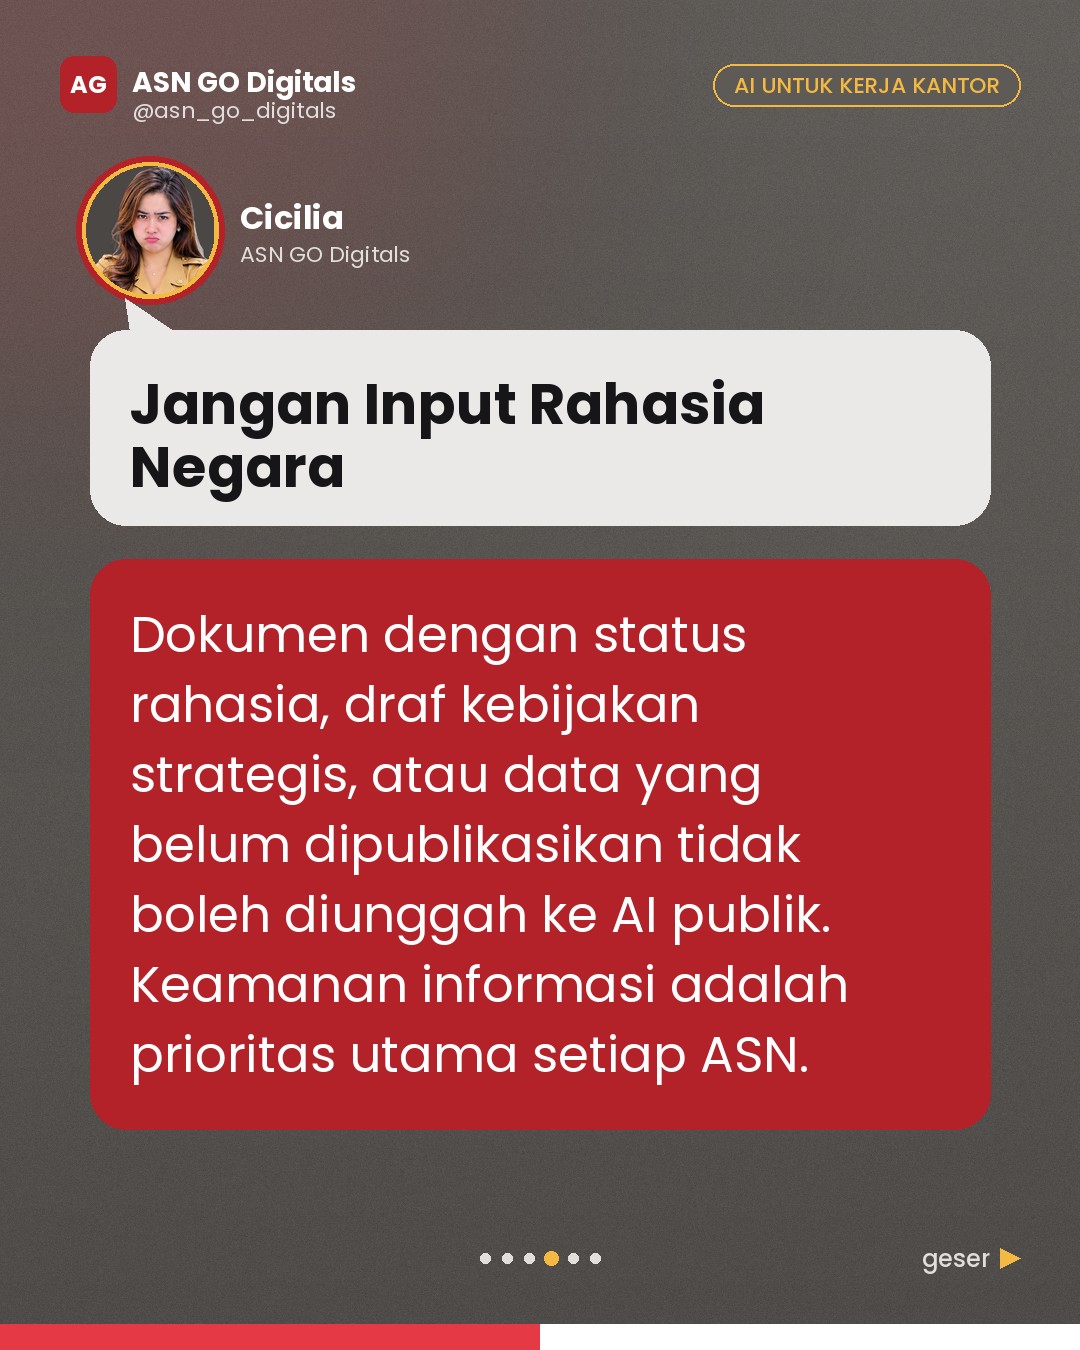 AG
ASN GO Digitals
@asn_go_digitals
AI UNTUK KERJA KANTOR
Cicilia
ASN GO Digitals
Jangan Input Rahasia
Negara
Dokumen dengan status
rahasia, draf kebijakan
strategis, atau data yang
belum dipublikasikan tidak
boleh diunggah ke AI publik.
Keamanan informasi adalah
prioritas utama setiap ASN.
geser